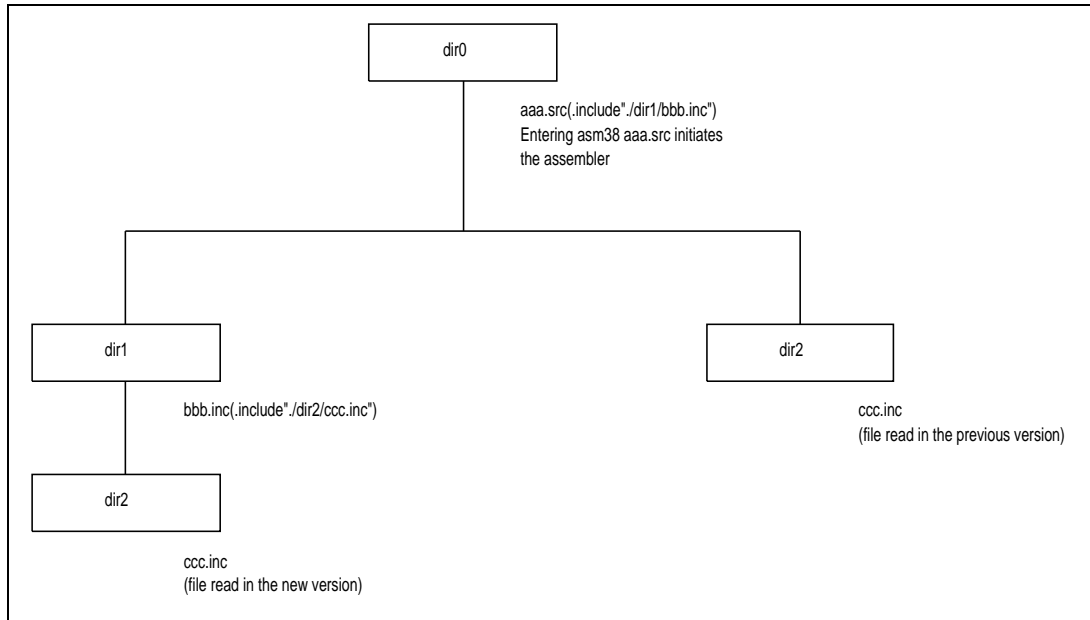 dir0
aaa.src(.include"./dir1/bbb.inc")
Entering asm38 aaa.src initiates
the assembler
dir1
bbb.inc(.include"./dir2/ccc.inc")
dir2
ccc.inc
(file read in the new version)
dir2
ccc.inc
(file read in the previous version)